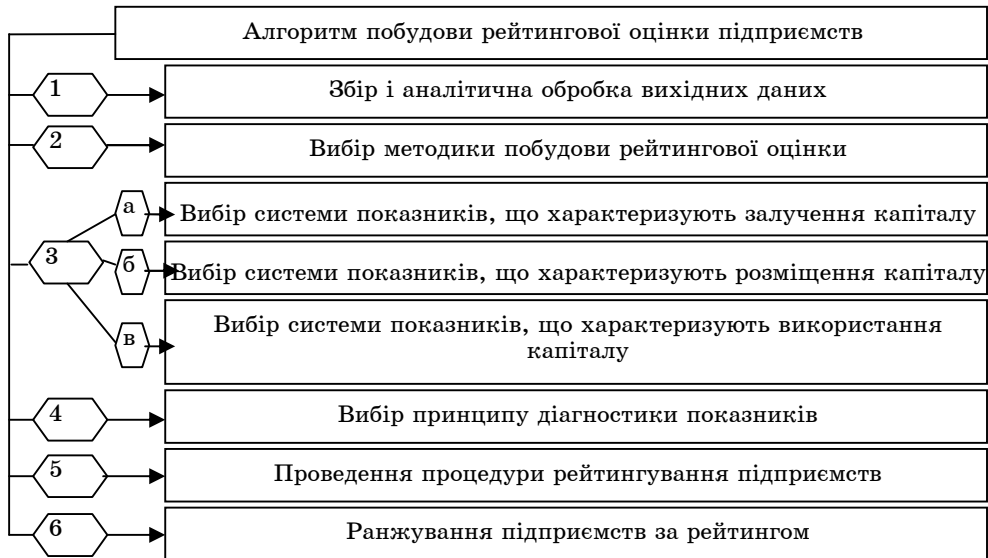 Алгоритм побудови рейтингової оцінки підприємств
1
Збір і аналітична обробка вихідних даних
2
Вибір методики побудови рейтингової оцінки
3
а
Вибір системи показників, що характеризують залучення капіталу
б
Вибір системи показників, що характеризують розміщення капіталу
в
Вибір системи показників, що характеризують використання
капіталу
4
Вибір принципу діагностики показників
5
Проведення процедури рейтингування підприємств
6
Ранжування підприємств за рейтингом